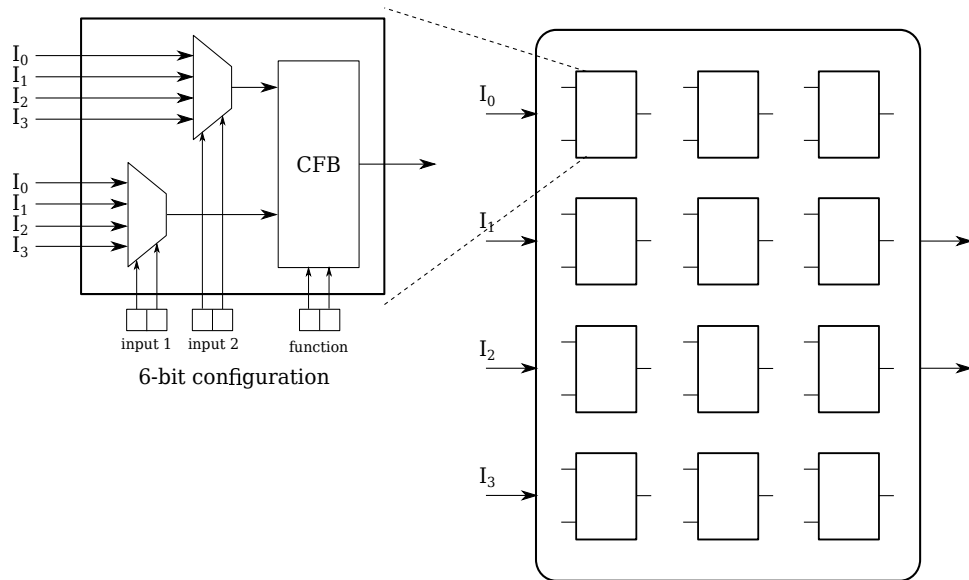 I0
I1
I2
I3
I0
I1
I2
I3
CFB
input 1
input 2
function
6-bit configuration
I0
I1
I2
I3